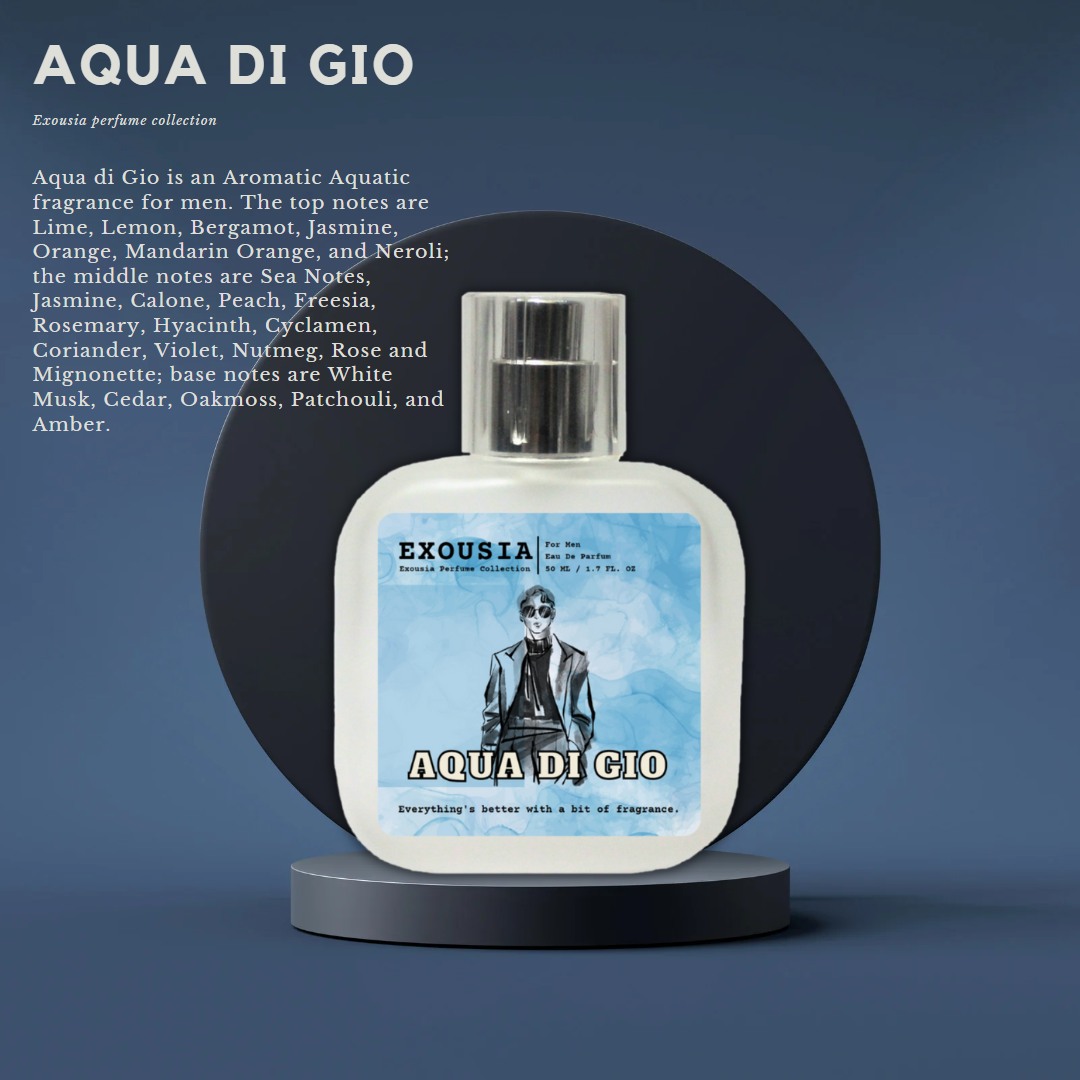 AQUA DI GIO
Exousia perfume collection
Aqua di Gio is an Aromatic Aquatic
fragrance for men. The top notes are
Lime, Lemon, Bergamot, Jasmine,
Orange, Mandarin Orange, and Neroli;
the middle notes are Sea Notes,
Jasmine, Calone, Peach, Freesia,
Rosemary, Hyacinth, Cyclamen,
Coriander, Violet, Nutmeg, Rose and
Mignonette; base notes are White
Musk, Cedar, Oakmoss, Patchouli, and
Amber.
EXOUSIA
Exousia Perfume Collection
For Men
Eau De Parfum
50 ML / 1.7 FL. OZ
AQUA DI GIO
Everything's better with a bit of fragrance.